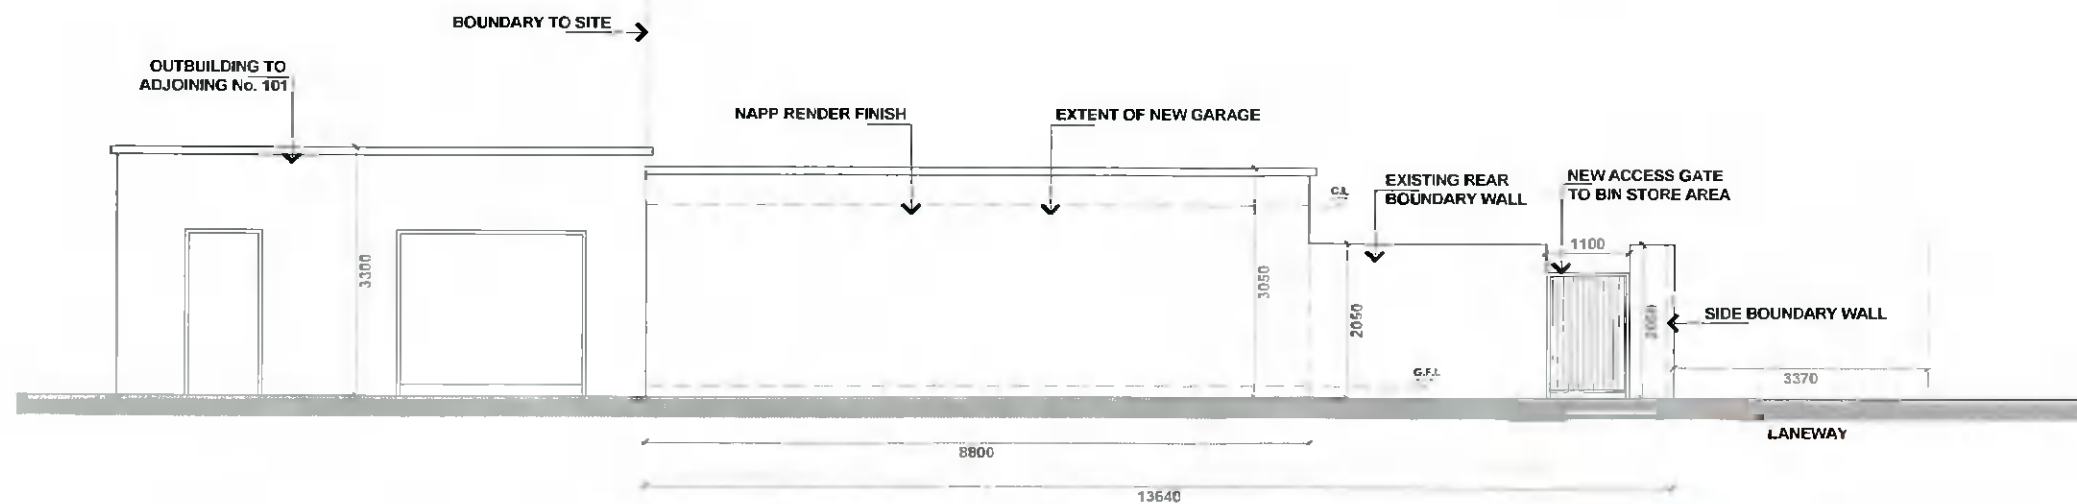 BOUNDARY TO SITE
OUTBUILDING TO
ADJOINING No. 101
NAPP RENDER FINISH
EXTENT OF NEW GARAGE
C.L
EXISTING REAR
BOUNDARY WALL
NEW ACCESS GATE
TO BIN STORE AREA
1100
3300
3050
2050
SIDE BOUNDARY WALL
G.F.L
3370
LANEWAY
8800
13640